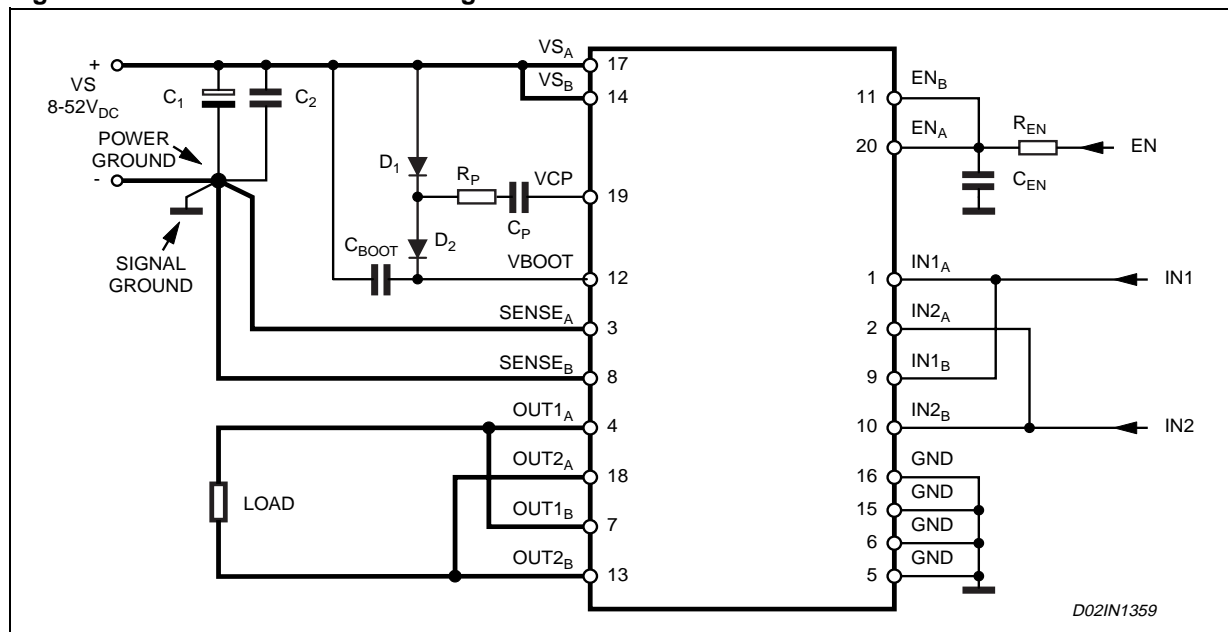 VS_A
17
+
VS
8-52V_DC
C_1
C_2
VS_B
14
POWER
GROUND
-
D_1
R_P
VCP
19
C_P
SIGNAL
GROUND
C_BOOT
D_2
VBOOT
12
SENSE_A
3
SENSE_B
8
OUT1_A
4
OUT2_A
18
LOAD
OUT1_B
7
OUT2_B
13
EN_B
11
EN_A
20
R_EN
EN
C_EN
IN1_A
1
IN1
IN2_A
2
IN1_B
9
IN2_B
10
IN2
GND
16
GND
15
GND
6
GND
5
D02IN1359